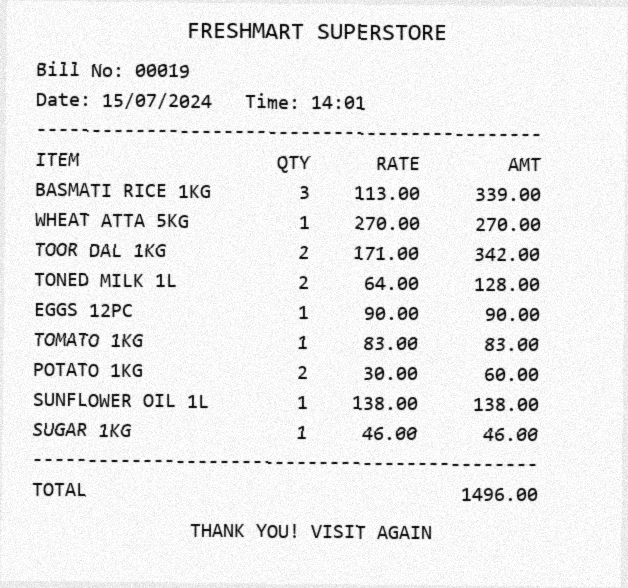 FRESHMART SUPERSTORE
Bill No: 00019
Date: 15/07/2024 Time: 14:01
-----------------------------------------------
ITEM QTY RATE AMT
BASMATI RICE 1KG 3 113.00 339.00
WHEAT ATTA 5KG 1 270.00 270.00
TOOR DAL 1KG 2 171.00 342.00
TONED MILK 1L 2 64.00 128.00
EGGS 12PC 1 90.00 90.00
TOMATO 1KG 1 83.00 83.00
POTATO 1KG 2 30.00 60.00
SUNFLOWER OIL 1L 1 138.00 138.00
SUGAR 1KG 1 46.00 46.00
-----------------------------------------------
TOTAL 1496.00
THANK YOU! VISIT AGAIN